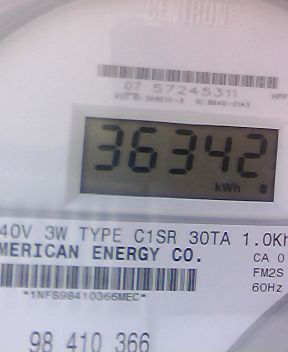 CENTRON
07 57245311
36342
kWh
40V 3W TYPE C1SR 30TA 1.0Kh
MERICAN ENERGY CO.
CA 0
FM2S
60Hz
*1NFS98410366MEC*
98 410 366